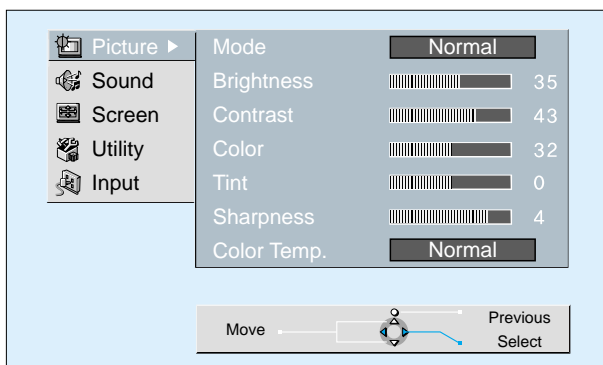 Picture
Sound
Screen
Utility
Input
Mode Normal
Brightness 35
Contrast 43
Color 32
Tint 0
Sharpness 4
Color Temp. Normal
Move
Previous
Select